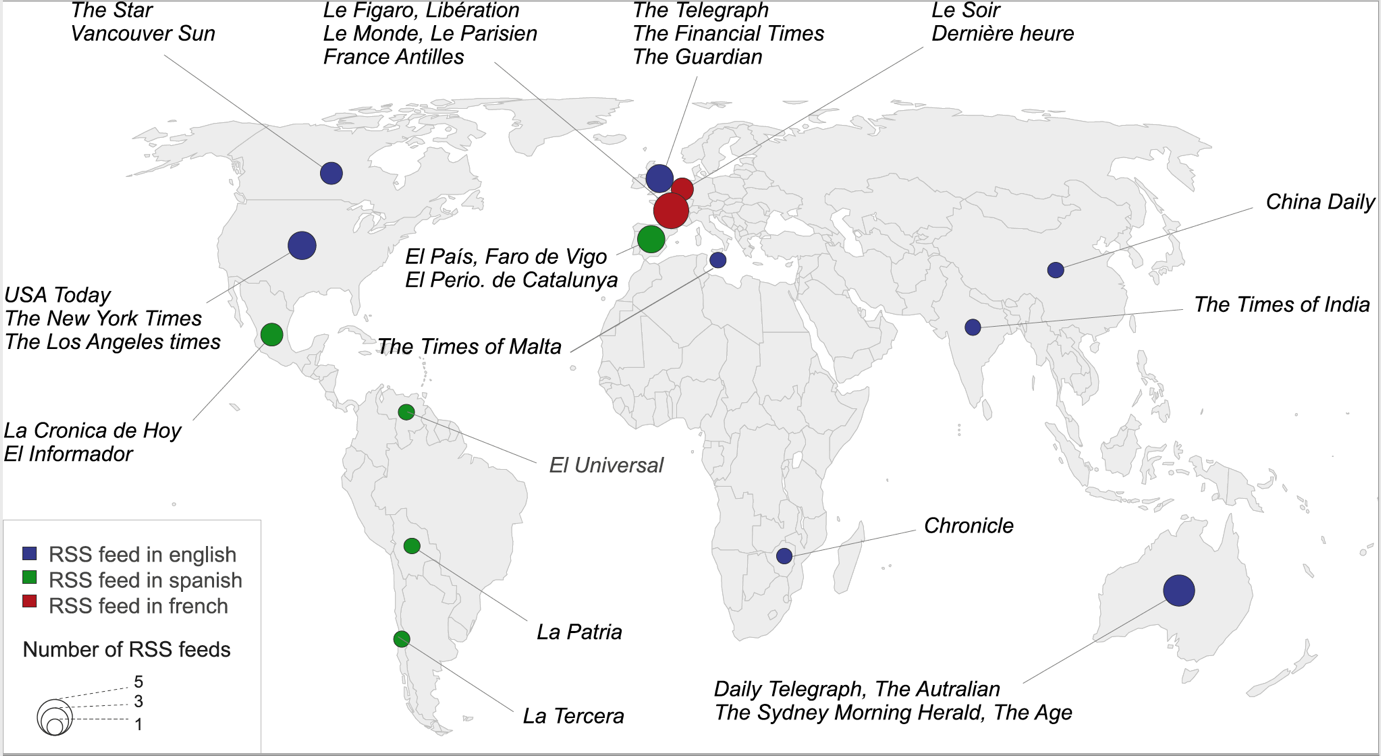 The Star
Vancouver Sun
Le Figaro, Libération
Le Monde, Le Parisien
France Antilles
The Telegraph
The Financial Times
The Guardian
Le Soir
Dernière heure
China Daily
El País, Faro de Vigo
El Perio. de Catalunya
USA Today
The New York Times
The Los Angeles times
The Times of India
The Times of Malta
La Cronica de Hoy
El Informador
El Universal
Chronicle
RSS feed in english
RSS feed in spanish
RSS feed in french
La Patria
Number of RSS feeds
5
3
1
La Tercera
Daily Telegraph, The Autralian
The Sydney Morning Herald, The Age